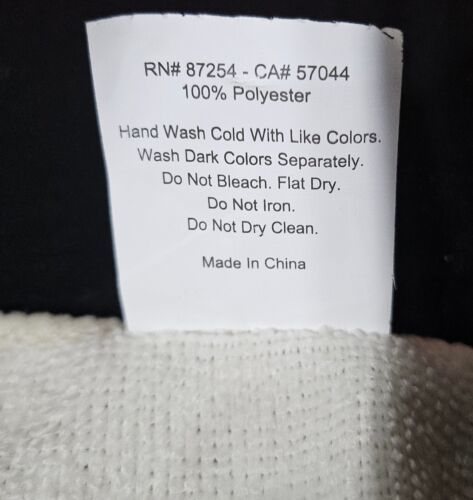 RN# 87254 - CA# 57044
100% Polyester
Hand Wash Cold With Like Colors.
Wash Dark Colors Separately.
Do Not Bleach. Flat Dry.
Do Not Iron.
Do Not Dry Clean.
Made In China